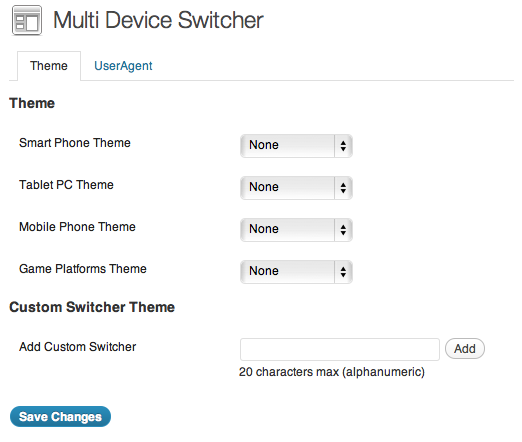 Multi Device Switcher
Theme UserAgent
Theme
Smart Phone Theme None
Tablet PC Theme None
Mobile Phone Theme None
Game Platforms Theme None
Custom Switcher Theme
Add Custom Switcher Add
20 characters max (alphanumeric)
Save Changes